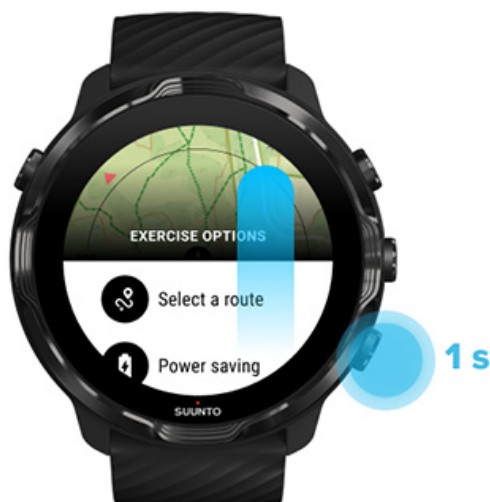 EXERCISE OPTIONS
Select a route
Power saving
SUUNTO
1 s